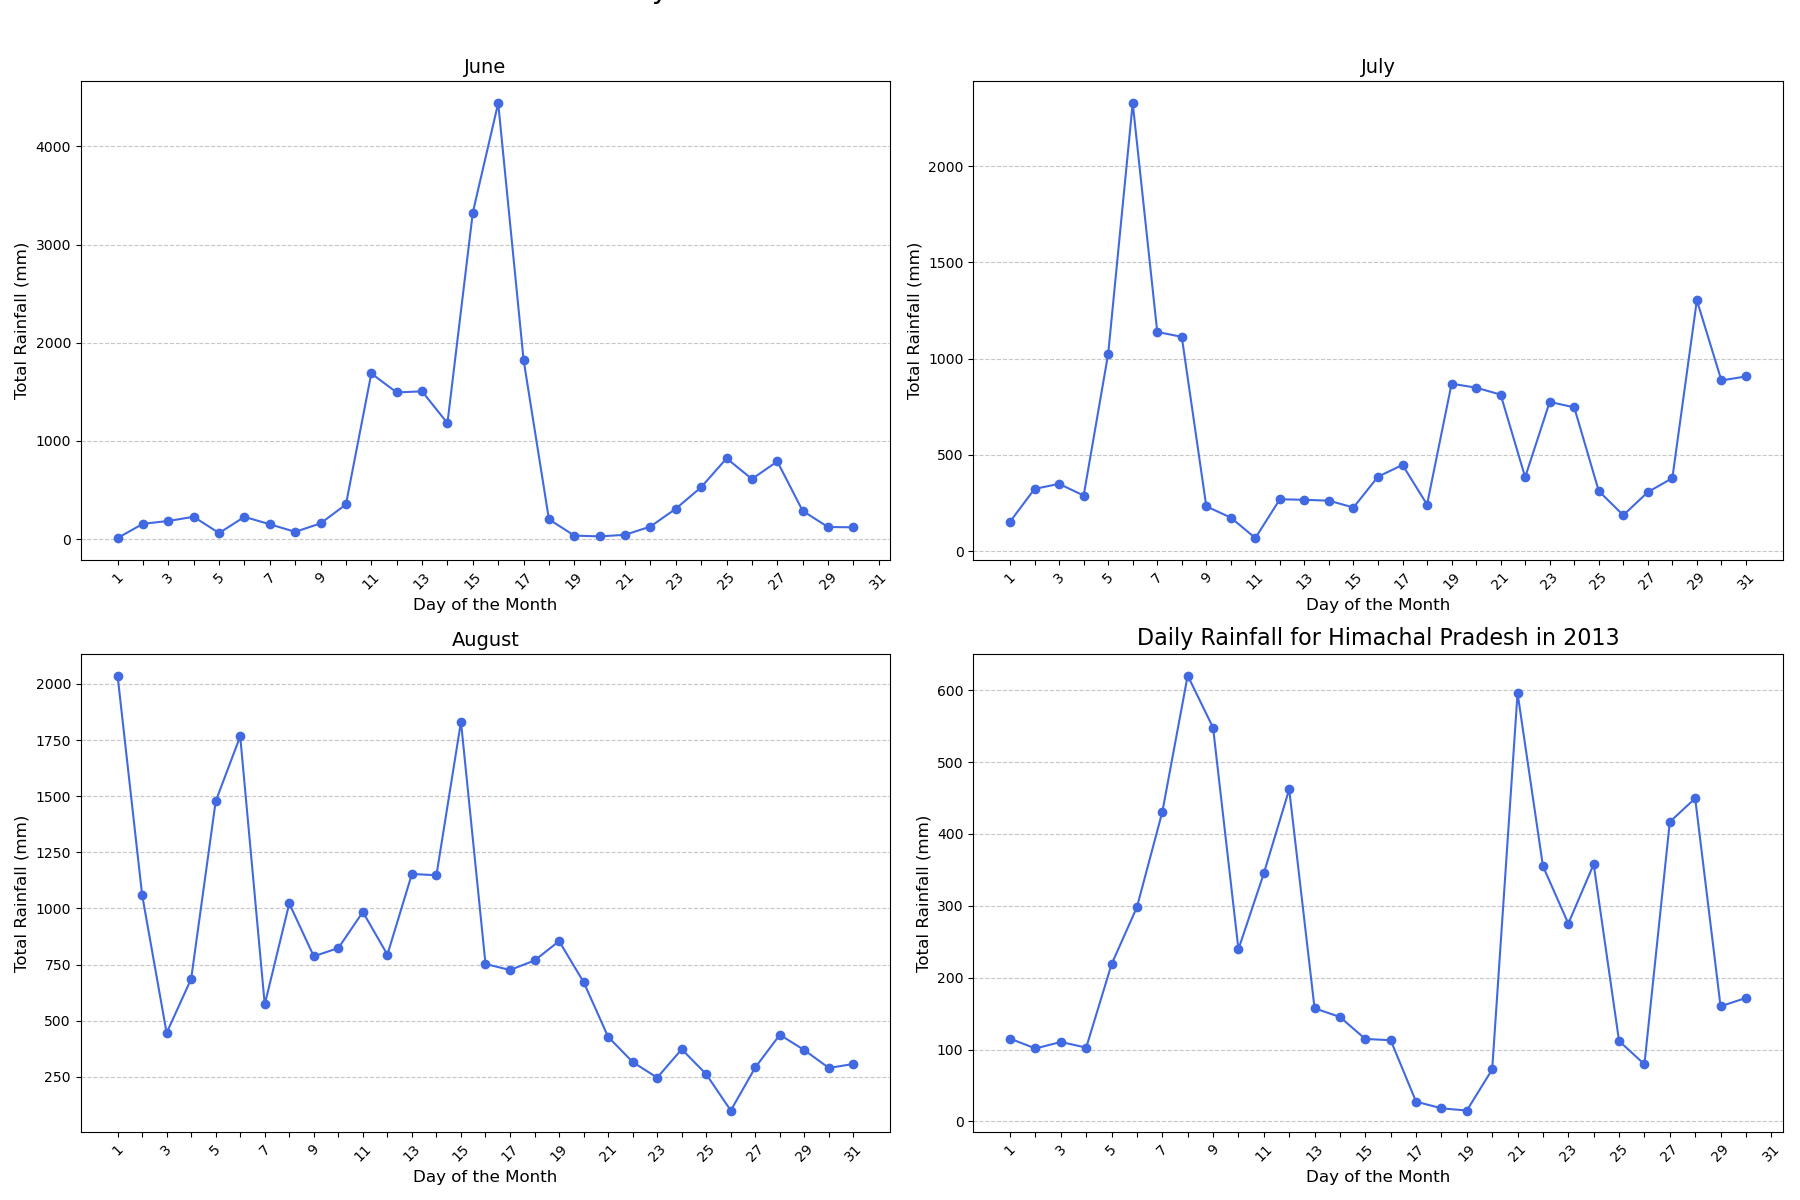 June
4000
3000
2000
1000
0
Total Rainfall (mm)
1 3 5 7 9 11 13 15 17 19 21 23 25 27 29 31
Day of the Month
July
2000
1500
1000
500
0
Total Rainfall (mm)
1 3 5 7 9 11 13 15 17 19 21 23 25 27 29 31
Day of the Month
August
2000
1750
1500
1250
1000
750
500
250
Total Rainfall (mm)
1 3 5 7 9 11 13 15 17 19 21 23 25 27 29 31
Day of the Month
Daily Rainfall for Himachal Pradesh in 2013
600
500
400
300
200
100
0
Total Rainfall (mm)
1 3 5 7 9 11 13 15 17 19 21 23 25 27 29 31
Day of the Month